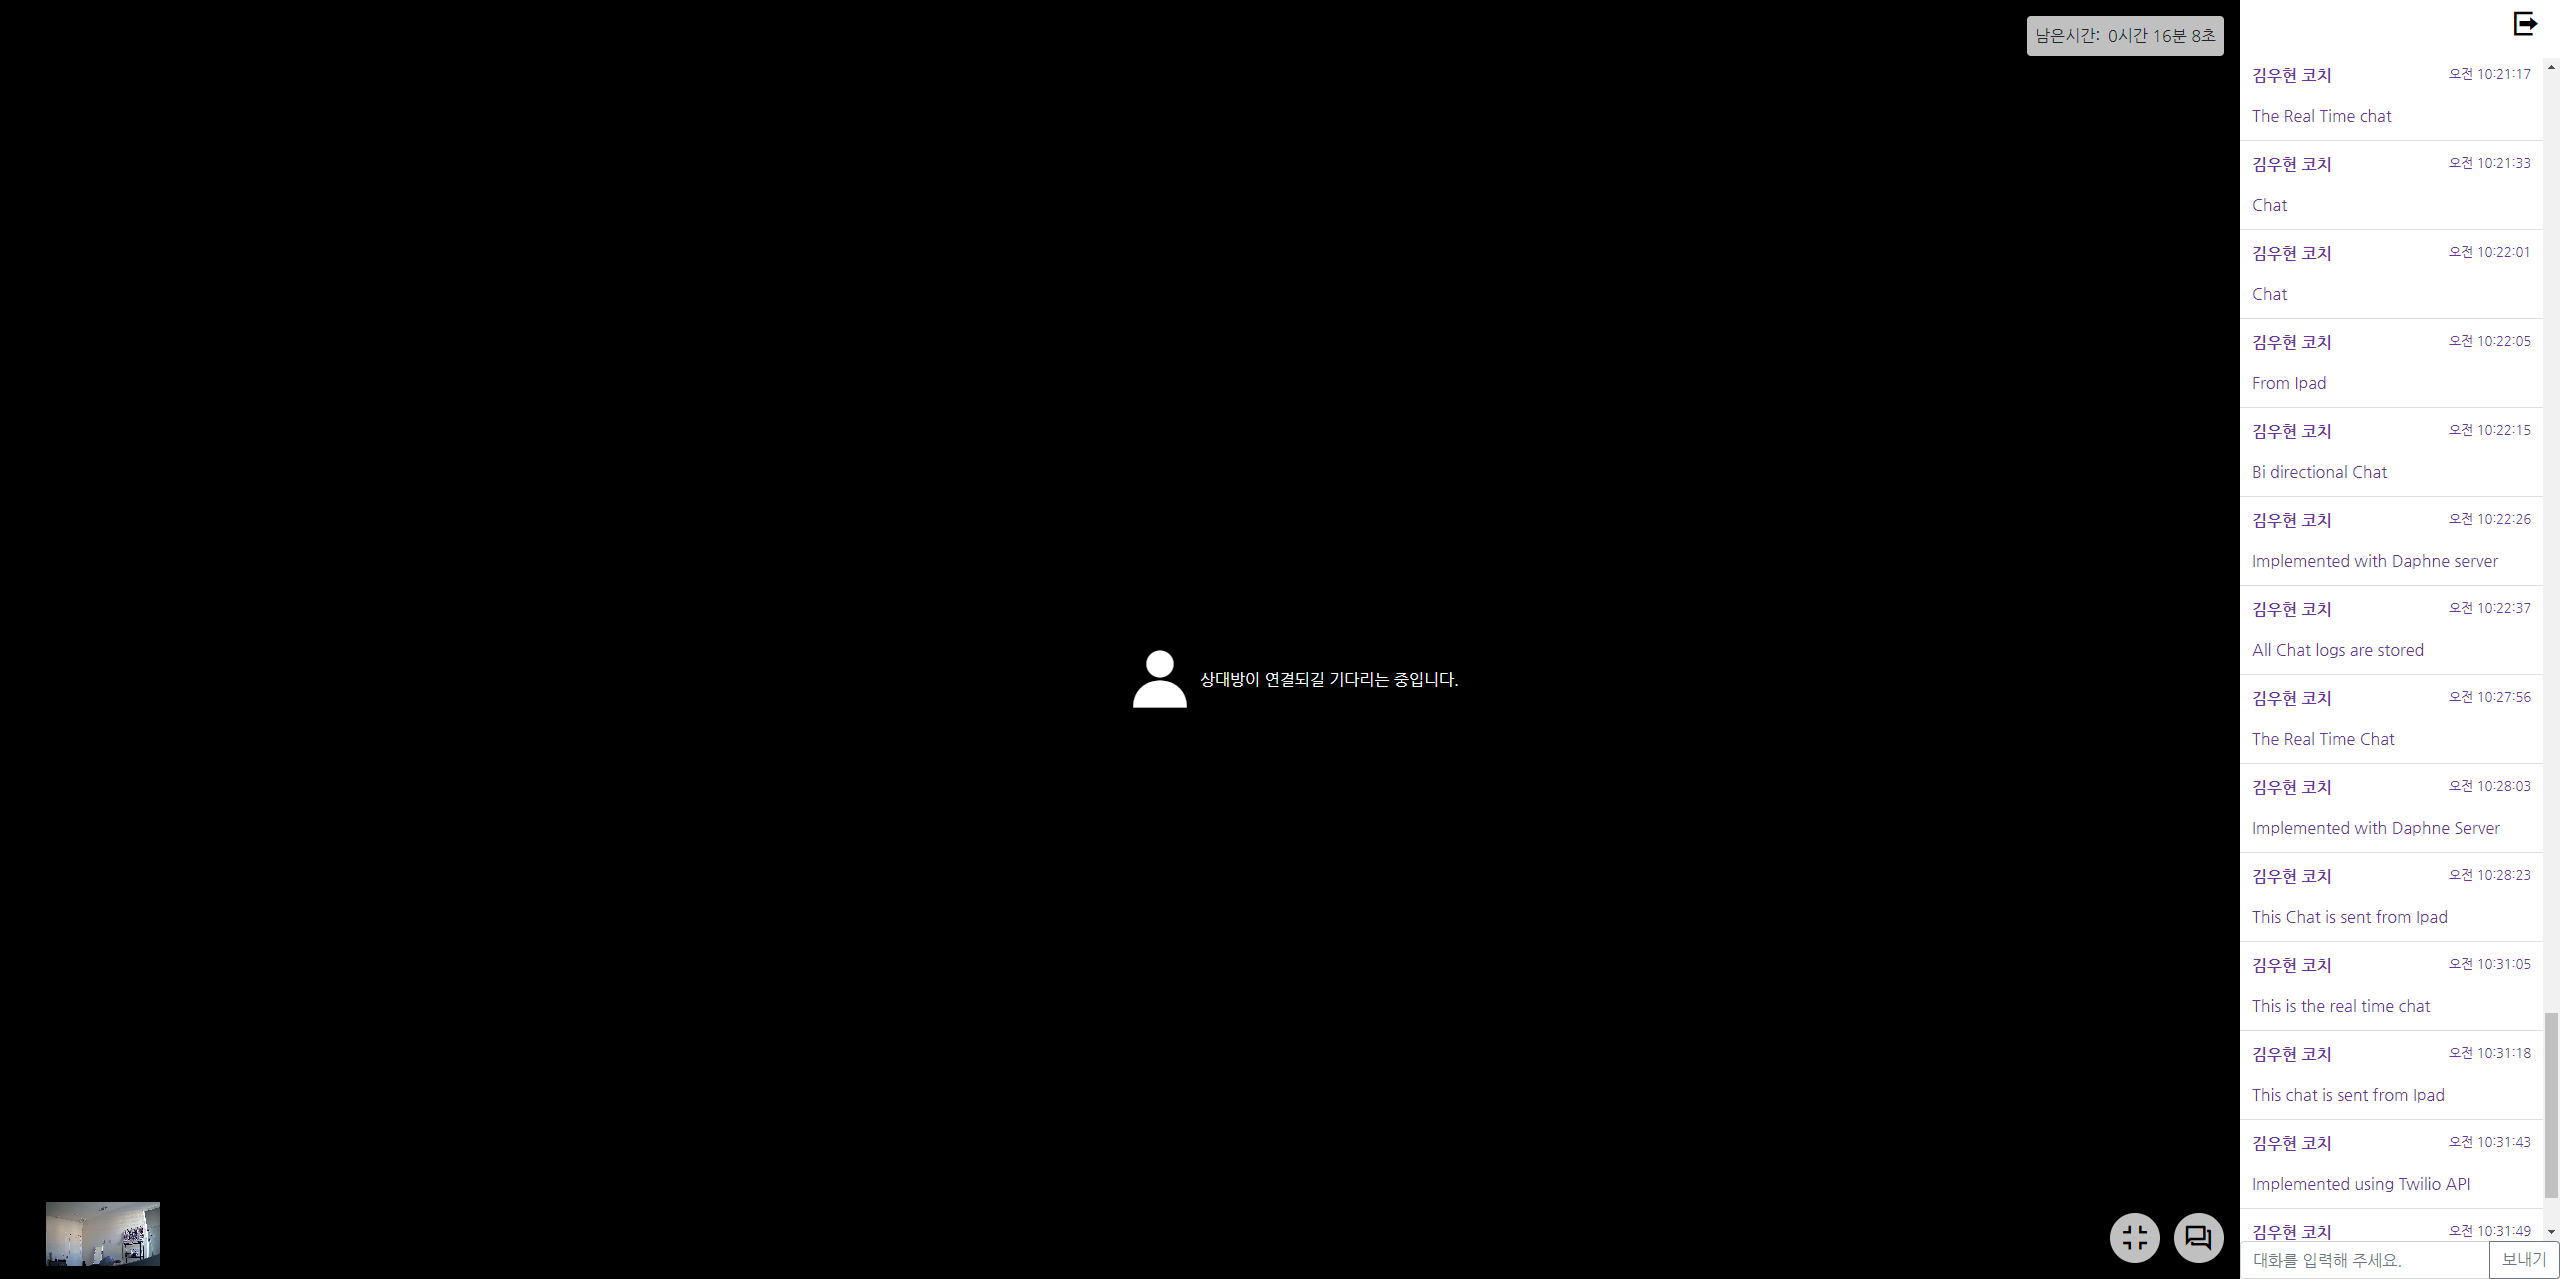 남은시간: 0시간 16분 8초
상대방이 연결되길 기다리는 중입니다.
김우현 코치 오전 10:21:17
The Real Time chat
김우현 코치 오전 10:21:33
Chat
김우현 코치 오전 10:22:01
Chat
김우현 코치 오전 10:22:05
From Ipad
김우현 코치 오전 10:22:15
Bi directional Chat
김우현 코치 오전 10:22:26
Implemented with Daphne server
김우현 코치 오전 10:22:37
All Chat logs are stored
김우현 코치 오전 10:27:56
The Real Time Chat
김우현 코치 오전 10:28:03
Implemented with Daphne Server
김우현 코치 오전 10:28:23
This Chat is sent from Ipad
김우현 코치 오전 10:31:05
This is the real time chat
김우현 코치 오전 10:31:18
This chat is sent from Ipad
김우현 코치 오전 10:31:43
Implemented using Twilio API
김우현 코치 오전 10:31:49
대화를 입력해 주세요. 보내기